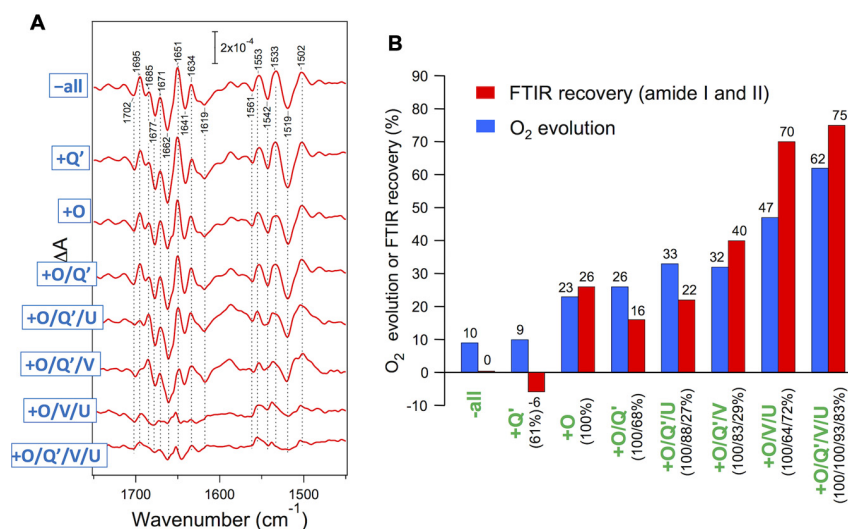 A
1695
1685
1671
1651
1634
2x10⁻⁴
1553
1533
1502
–all
1702
1677
1662
1641
1619
1561
1542
1519
+Q'
+O
ΔA
+O/Q'
+O/Q'/U
+O/Q'/V
+O/V/U
+O/Q'/V/U
1700
1600
1500
Wavenumber (cm⁻¹)
B
FTIR recovery (amide I and II)
O₂ evolution
O₂ evolution or FTIR recovery (%)
90
80
70
60
50
40
30
20
10
0
-10
10
0
9
-6
23
26
26
16
33
22
32
40
47
70
62
75
-all
+Q'
(61%)
+O
(100%)
+O/Q'
(100/68%)
+O/Q'/U
(100/88/27%)
+O/Q'/V
(100/83/29%)
+O/V/U
(100/64/72%)
+O/Q'/V/U
(100/100/93/83%)